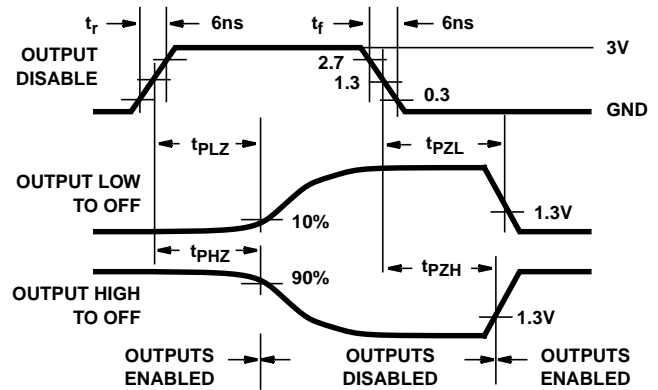 tr 6ns tf 6ns
OUTPUT
DISABLE
2.7
1.3
0.3
3V
GND
tPLZ tPZL
OUTPUT LOW
TO OFF
10%
1.3V
tPHZ tPZH
OUTPUT HIGH
TO OFF
90%
1.3V
OUTPUTS
ENABLED
OUTPUTS
DISABLED
OUTPUTS
ENABLED